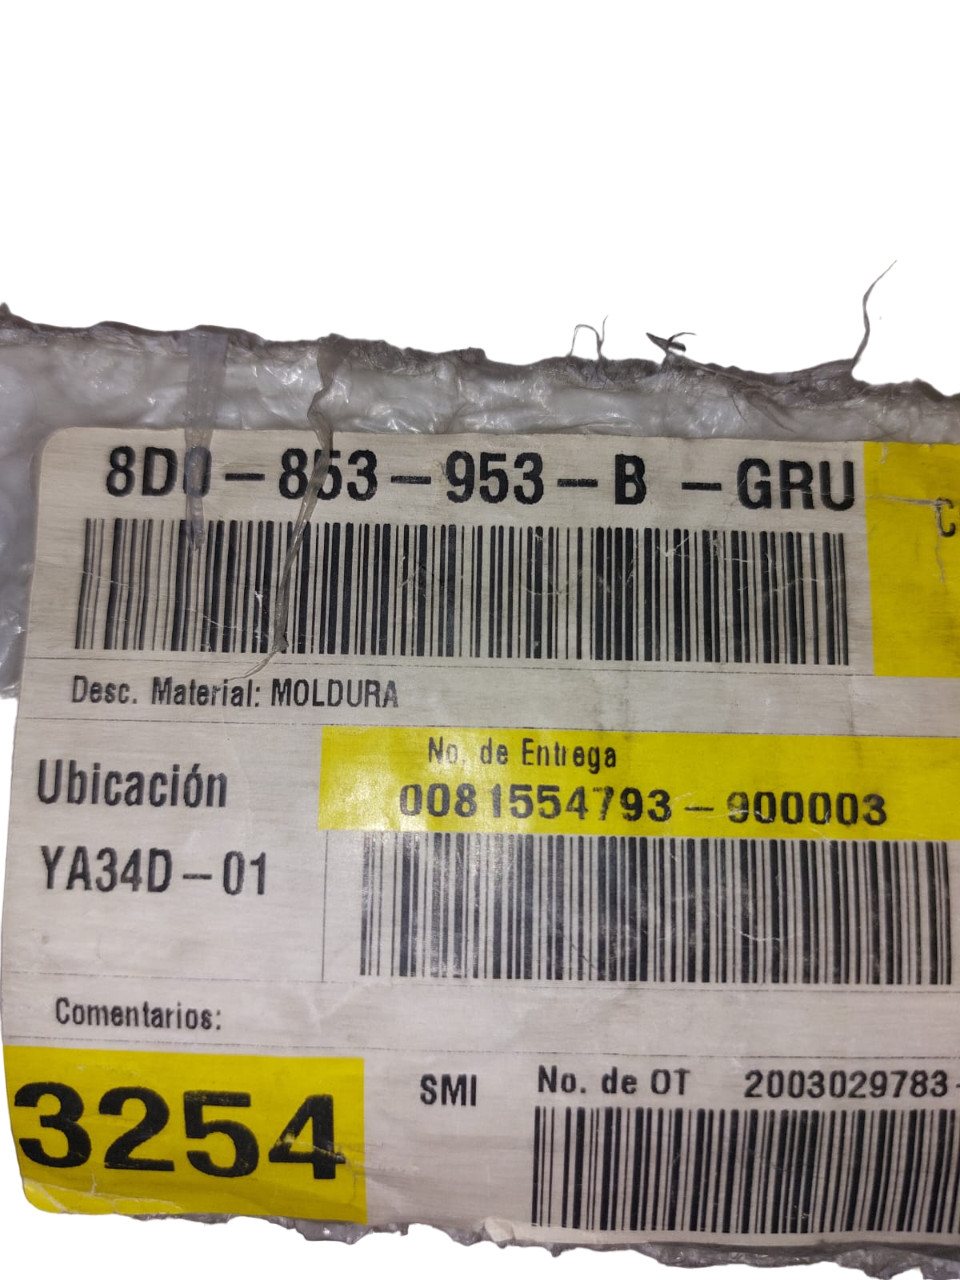 8D0-853-953-B -GRU
C
Desc. Material: MOLDURA
No. de Entrega
0081554793-900003
Ubicación
YA34D-01
Comentarios:
3254
SMI
No. de OT 2003029783-